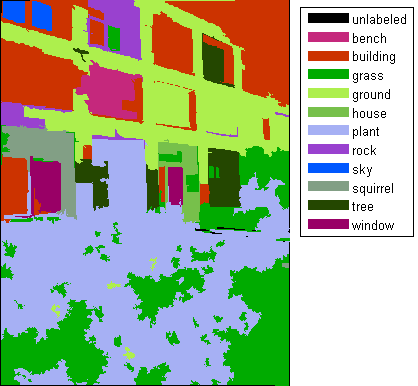 unlabeled
bench
building
grass
ground
house
plant
rock
sky
squirrel
tree
window